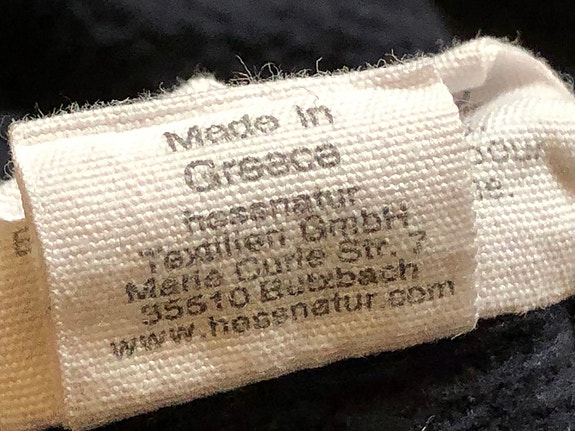 Made in
Greece
hessnatur
Textilien GmbH
Marie Curie Str. 7
35510 Butzbach
www.hessnatur.com